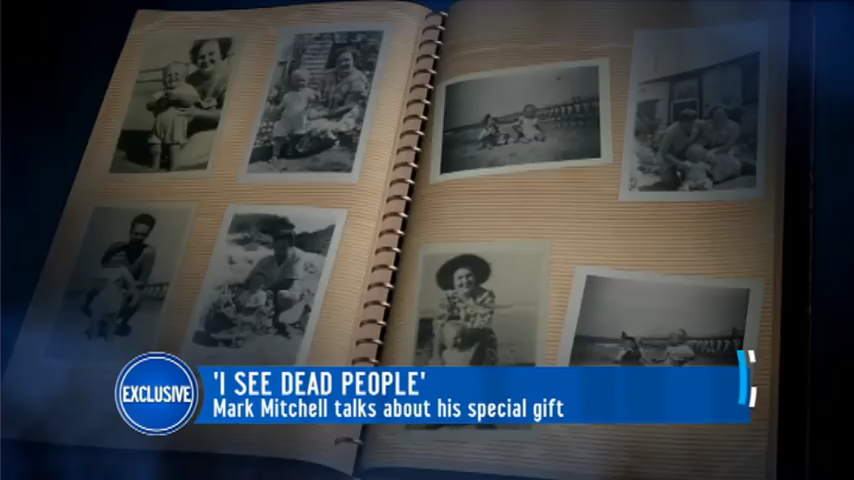 EXCLUSIVE
'I SEE DEAD PEOPLE'
Mark Mitchell talks about his special gift